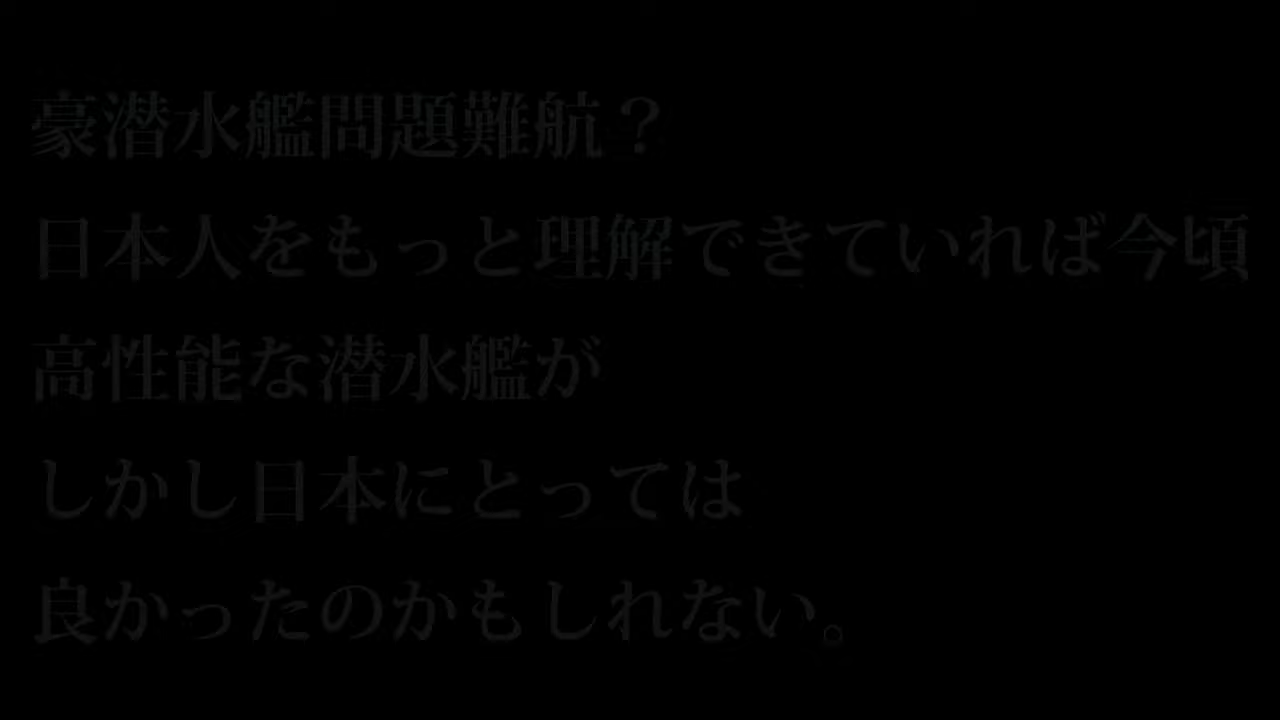 豪潜水艦問題難航？
日本人をもっと理解できていれば今頃
高性能な潜水艦が
しかし日本にとっては
良かったのかもしれない。